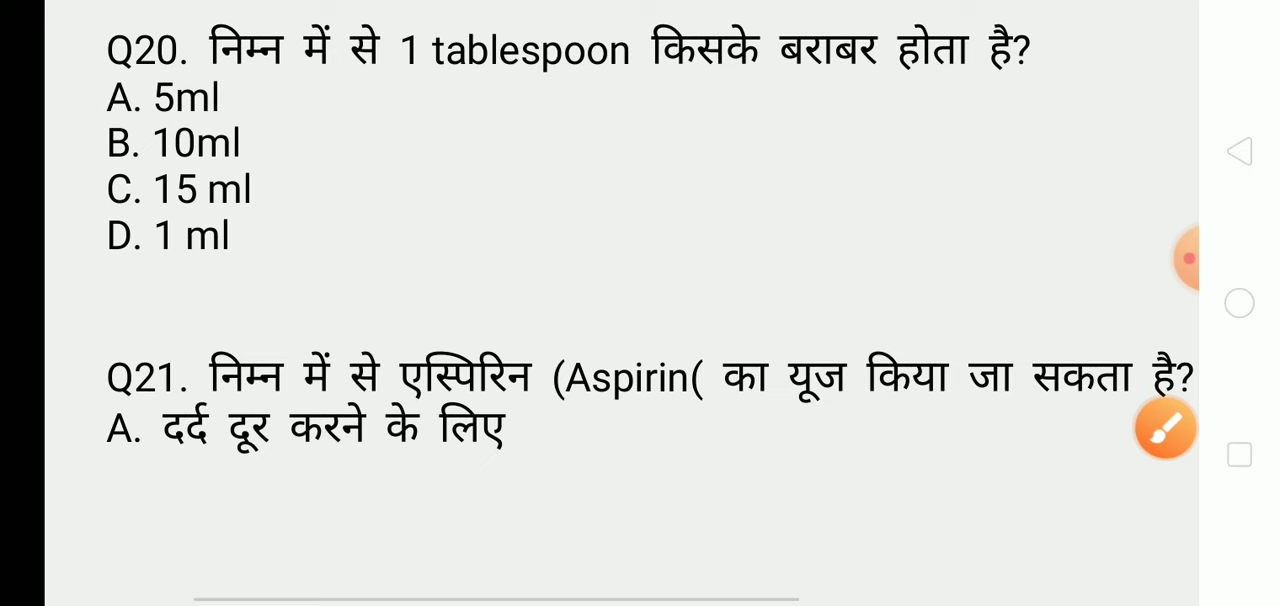 Q20. निम्न में से 1 tablespoon किसके बराबर होता है?
A. 5ml
B. 10ml
C. 15 ml
D. 1 ml
Q21. निम्न में से एस्पिरिन (Aspirin( का यूज किया जा सकता है?
A. दर्द दूर करने के लिए